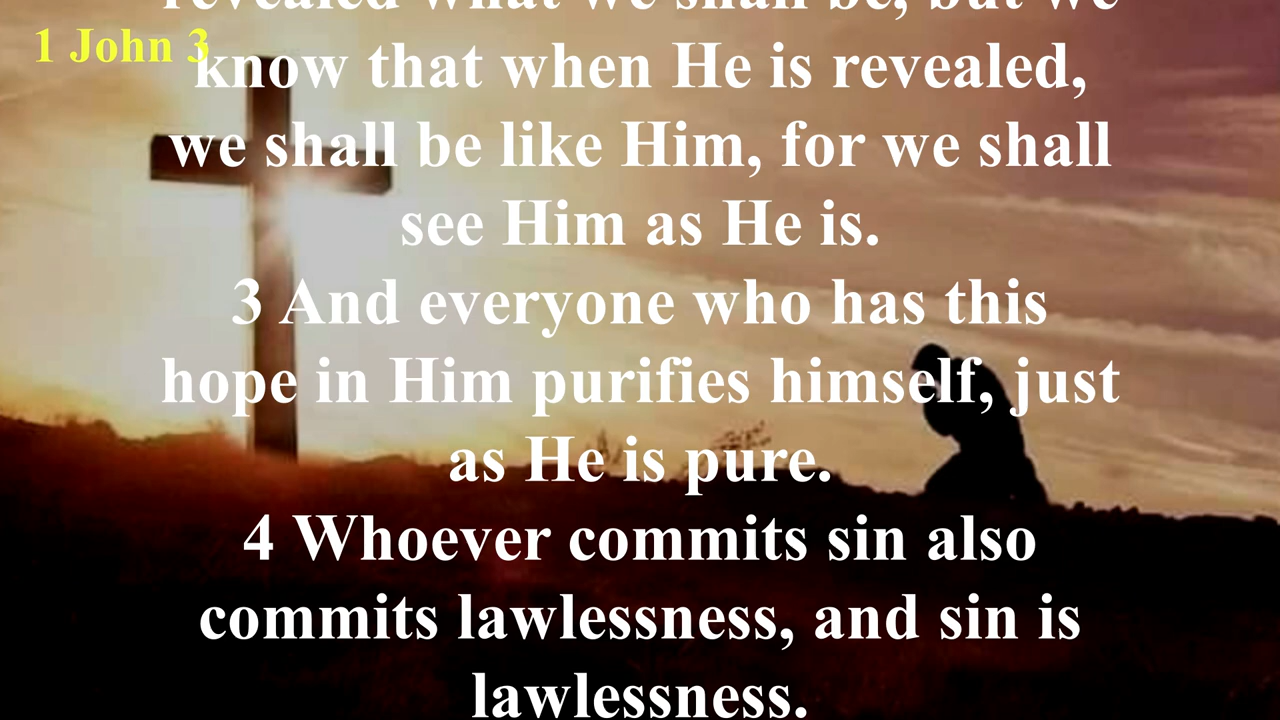 revealed what we shall be, but we
1 John 3
know that when He is revealed,
we shall be like Him, for we shall
see Him as He is.
3 And everyone who has this
hope in Him purifies himself, just
as He is pure.
4 Whoever commits sin also
commits lawlessness, and sin is
lawlessness.